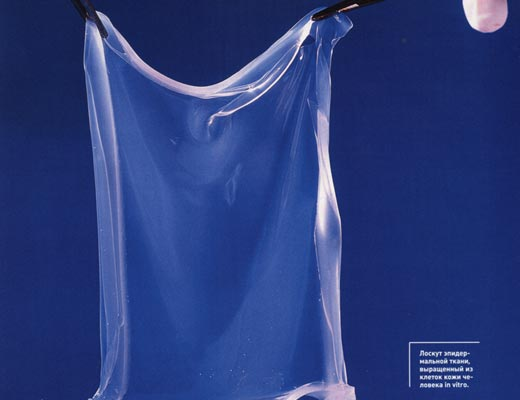 Лоскут эпидер-
мальной ткани,
выращенный из
клеток кожи че-
ловека in vitro.